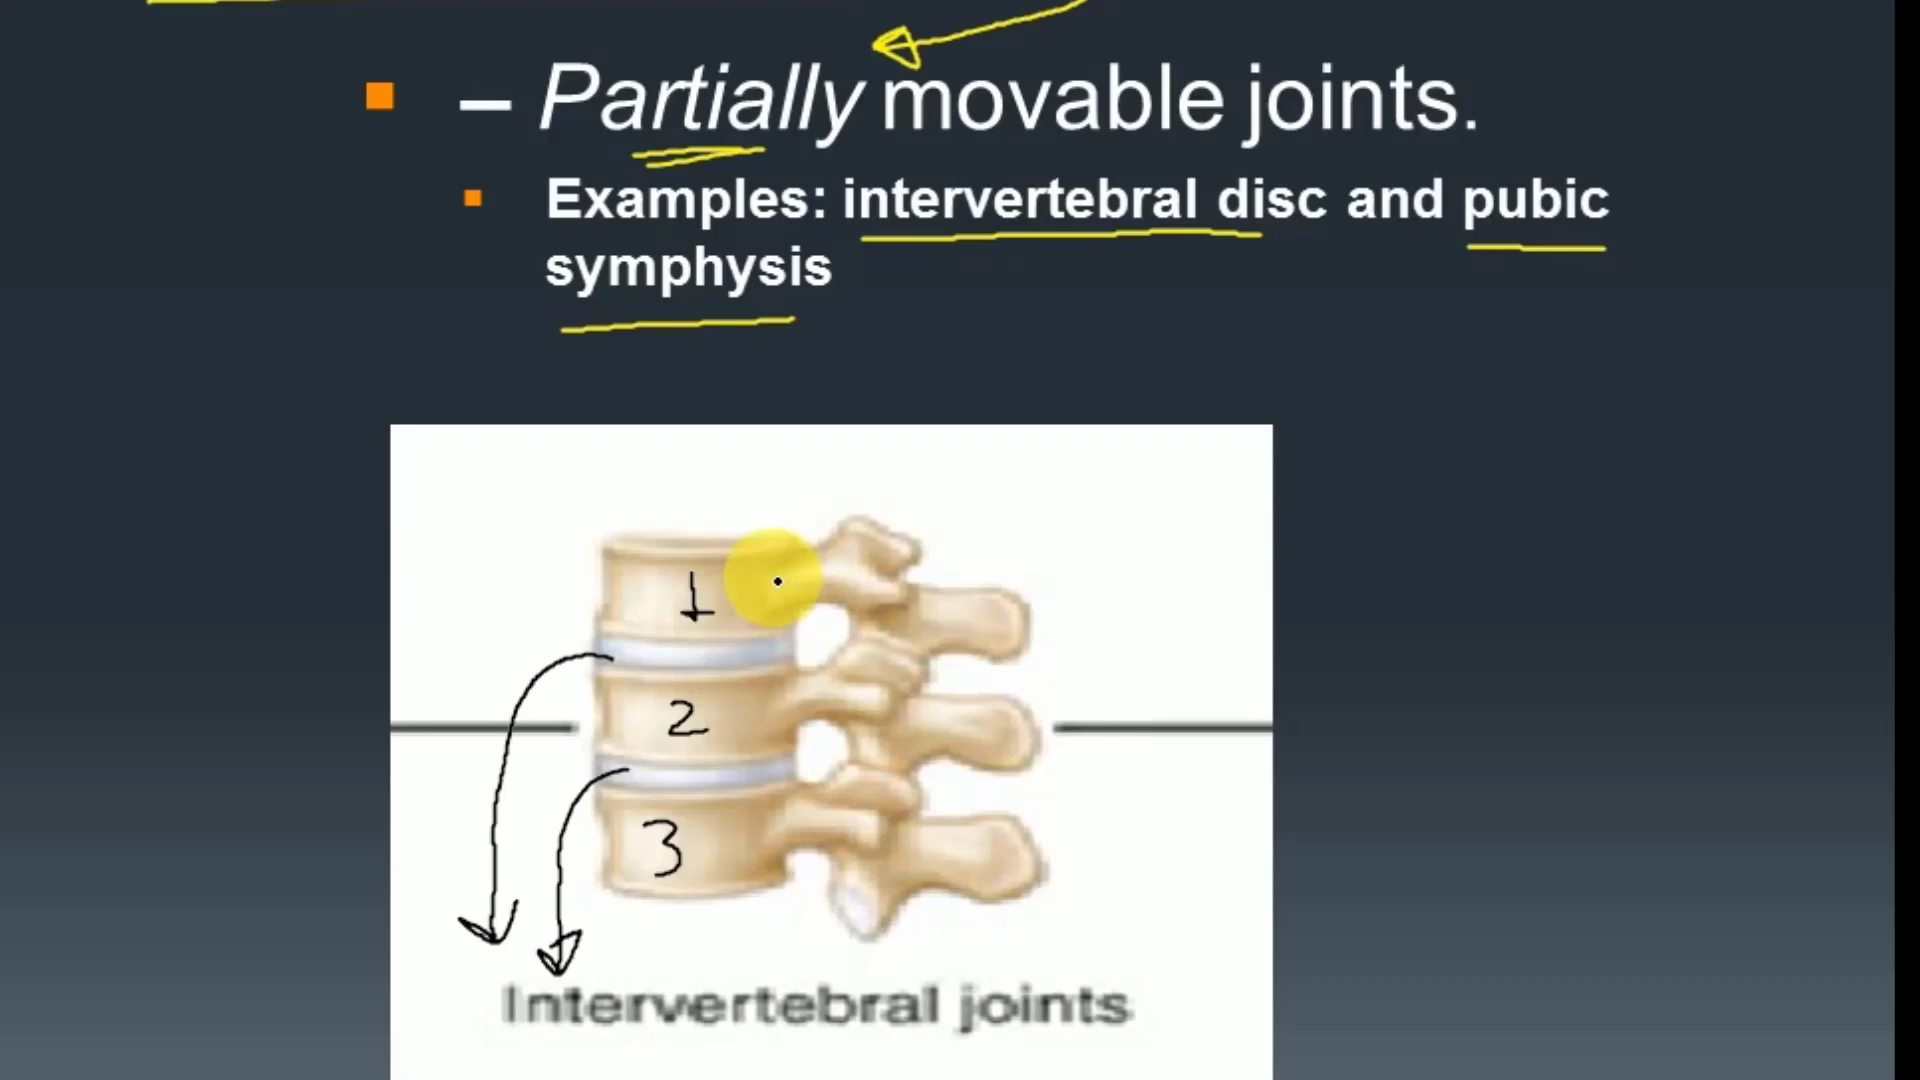 – Partially movable joints.
Examples: intervertebral disc and pubic
symphysis
1
2
3
Intervertebral joints